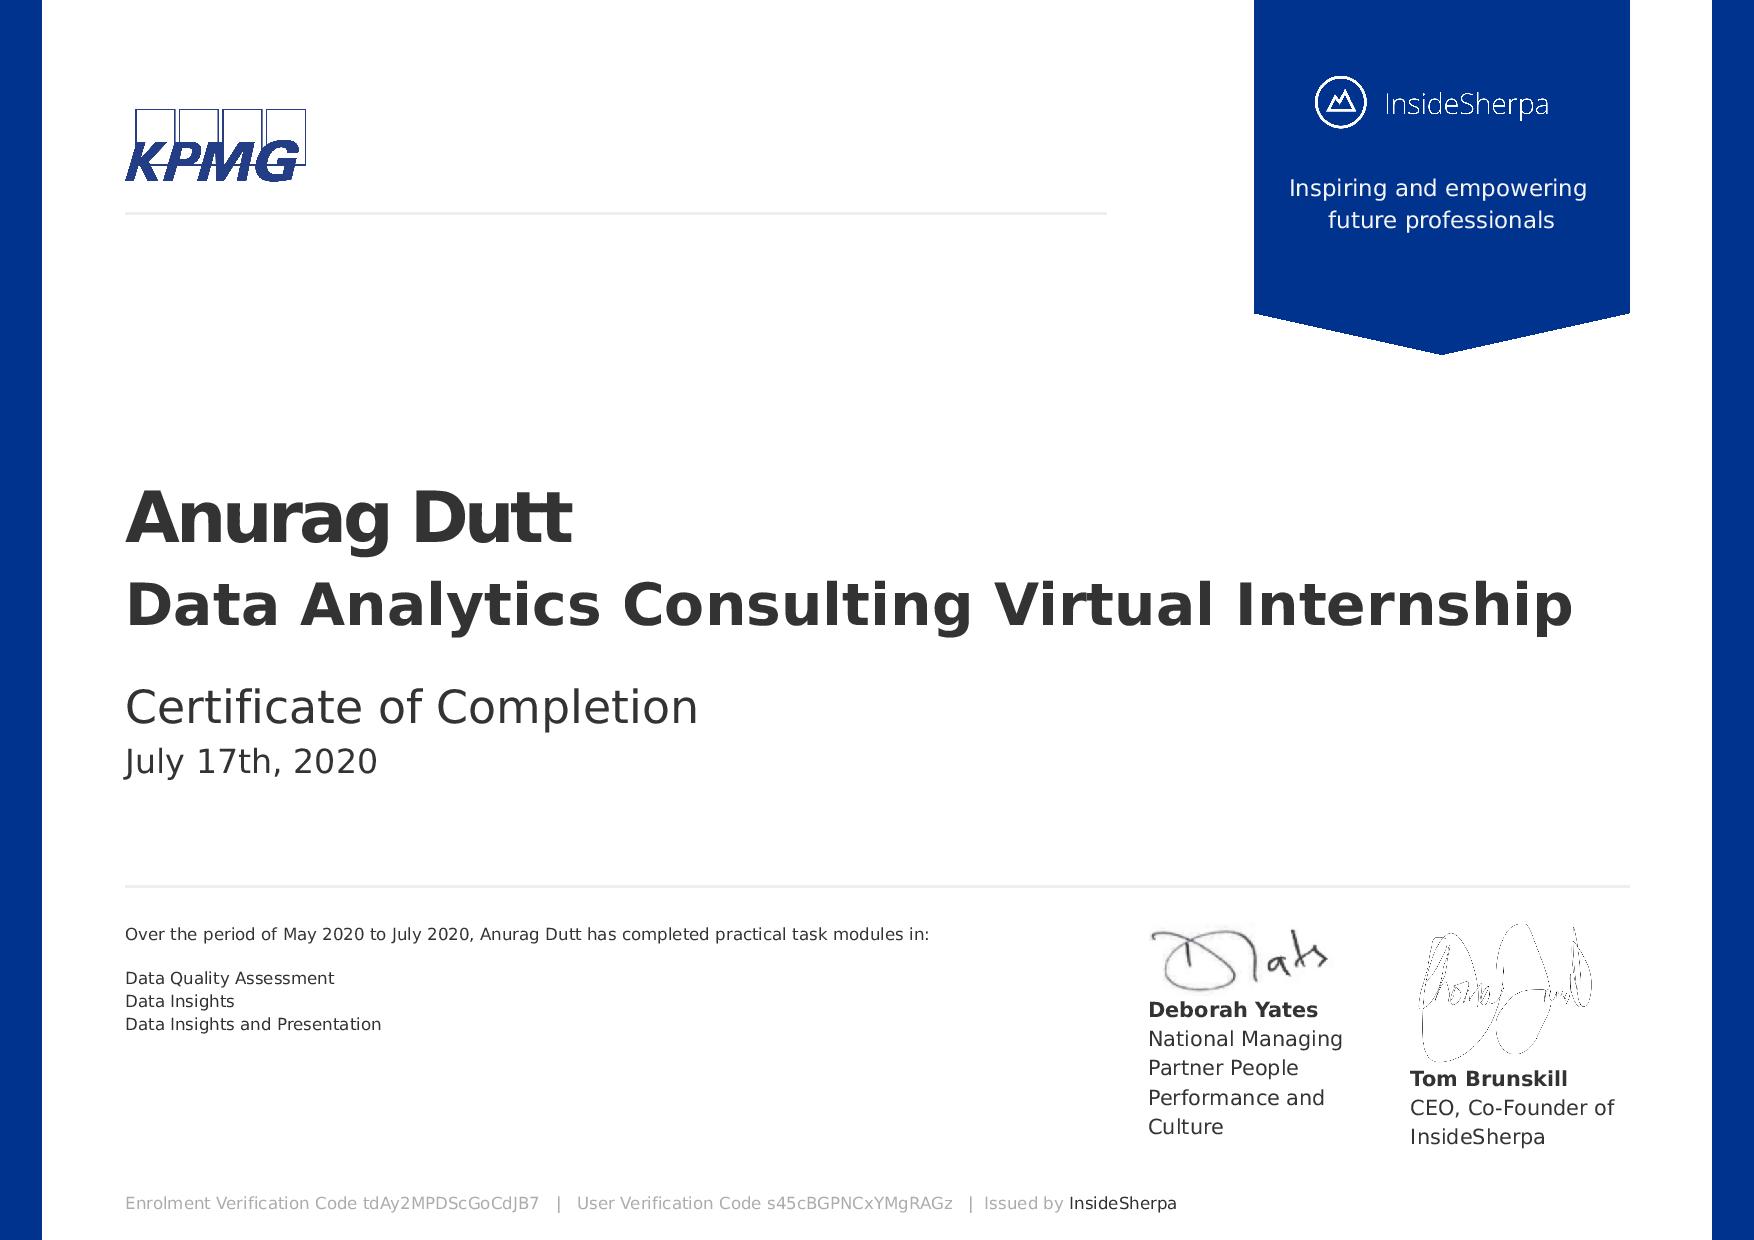 KPMG
InsideSherpa
Inspiring and empowering
future professionals
Anurag Dutt
Data Analytics Consulting Virtual Internship
Certificate of Completion
July 17th, 2020
Over the period of May 2020 to July 2020, Anurag Dutt has completed practical task modules in:
Data Quality Assessment
Data Insights
Data Insights and Presentation
D Yates
Deborah Yates
National Managing
Partner People
Performance and
Culture
Tom Brunskill
CEO, Co-Founder of
InsideSherpa
Enrolment Verification Code tdAy2MPDScGoCdJB7 | User Verification Code s45cBGPNCxYMgRAGz | Issued by InsideSherpa